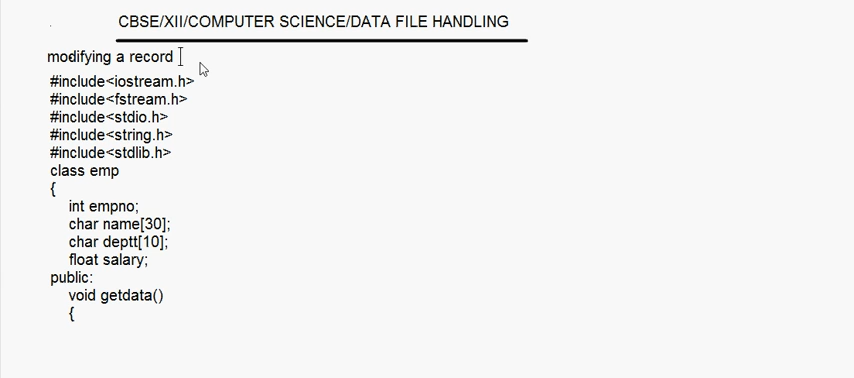 CBSE/XII/COMPUTER SCIENCE/DATA FILE HANDLING
modifying a record
#include<iostream.h>
#include<fstream.h>
#include<stdio.h>
#include<string.h>
#include<stdlib.h>
class emp
{
int empno;
char name[30];
char deptt[10];
float salary;
public:
void getdata()
{